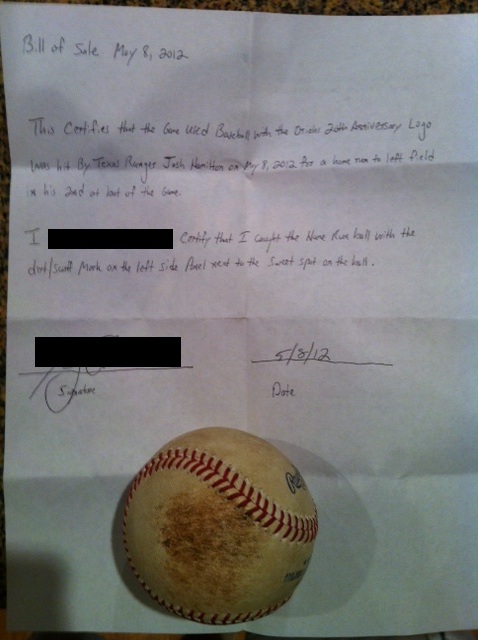 Bill of Sale May 8, 2012
This Certifies that the Game Used Baseball with the Orioles 20th Anniversary Logo
was hit By Texas Ranger Josh Hamilton on May 8, 2012 for a home run to left field
in his 2nd at bat of the Game.
I Certify that I caught the Home Run ball with the
dirt/scuff Mark on the left side Panel next to the Sweet spot on the ball.
5/8/12
Signature Date